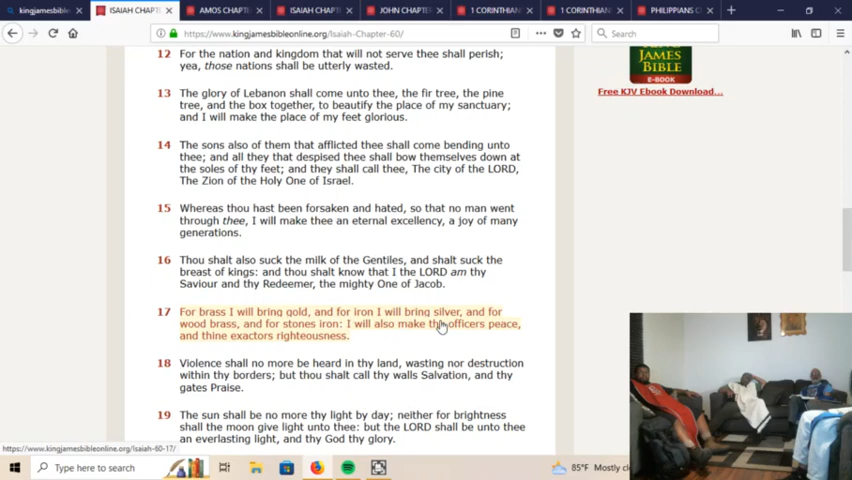 kingjamesbible
ISAIAH CHAPTE
AMOS CHAPT
ISAIAH CHAPT
JOHN CHAPTE
1 CORINTHIAN
1 CORINTHIAN
PHILIPPIANS C
https://www.kingjamesbibleonline.org/Isaiah-Chapter-60/
Search
12 For the nation and kingdom that will not serve thee shall perish;
yea, those nations shall be utterly wasted.
13 The glory of Lebanon shall come unto thee, the fir tree, the pine
tree, and the box together, to beautify the place of my sanctuary;
and I will make the place of my feet glorious.
14 The sons also of them that afflicted thee shall come bending unto
thee; and all they that despised thee shall bow themselves down at
the soles of thy feet; and they shall call thee, The city of the LORD,
The Zion of the Holy One of Israel.
15 Whereas thou hast been forsaken and hated, so that no man went
through thee, I will make thee an eternal excellency, a joy of many
generations.
16 Thou shalt also suck the milk of the Gentiles, and shalt suck the
breast of kings: and thou shalt know that I the LORD am thy
Saviour and thy Redeemer, the mighty One of Jacob.
17 For brass I will bring gold, and for iron I will bring silver, and for
wood brass, and for stones iron: I will also make thy officers peace,
and thine exactors righteousness.
18 Violence shall no more be heard in thy land, wasting nor destruction
within thy borders; but thou shalt call thy walls Salvation, and thy
gates Praise.
19 The sun shall be no more thy light by day; neither for brightness
shall the moon give light unto thee: but the LORD shall be unto thee
an everlasting light, and thy God thy glory.
JAMES
BIBLE
E-BOOK
Free KJV Ebook Download...
https://www.kingjamesbibleonline.org/Isaiah-60-17/
Type here to search
85°F Mostly cl